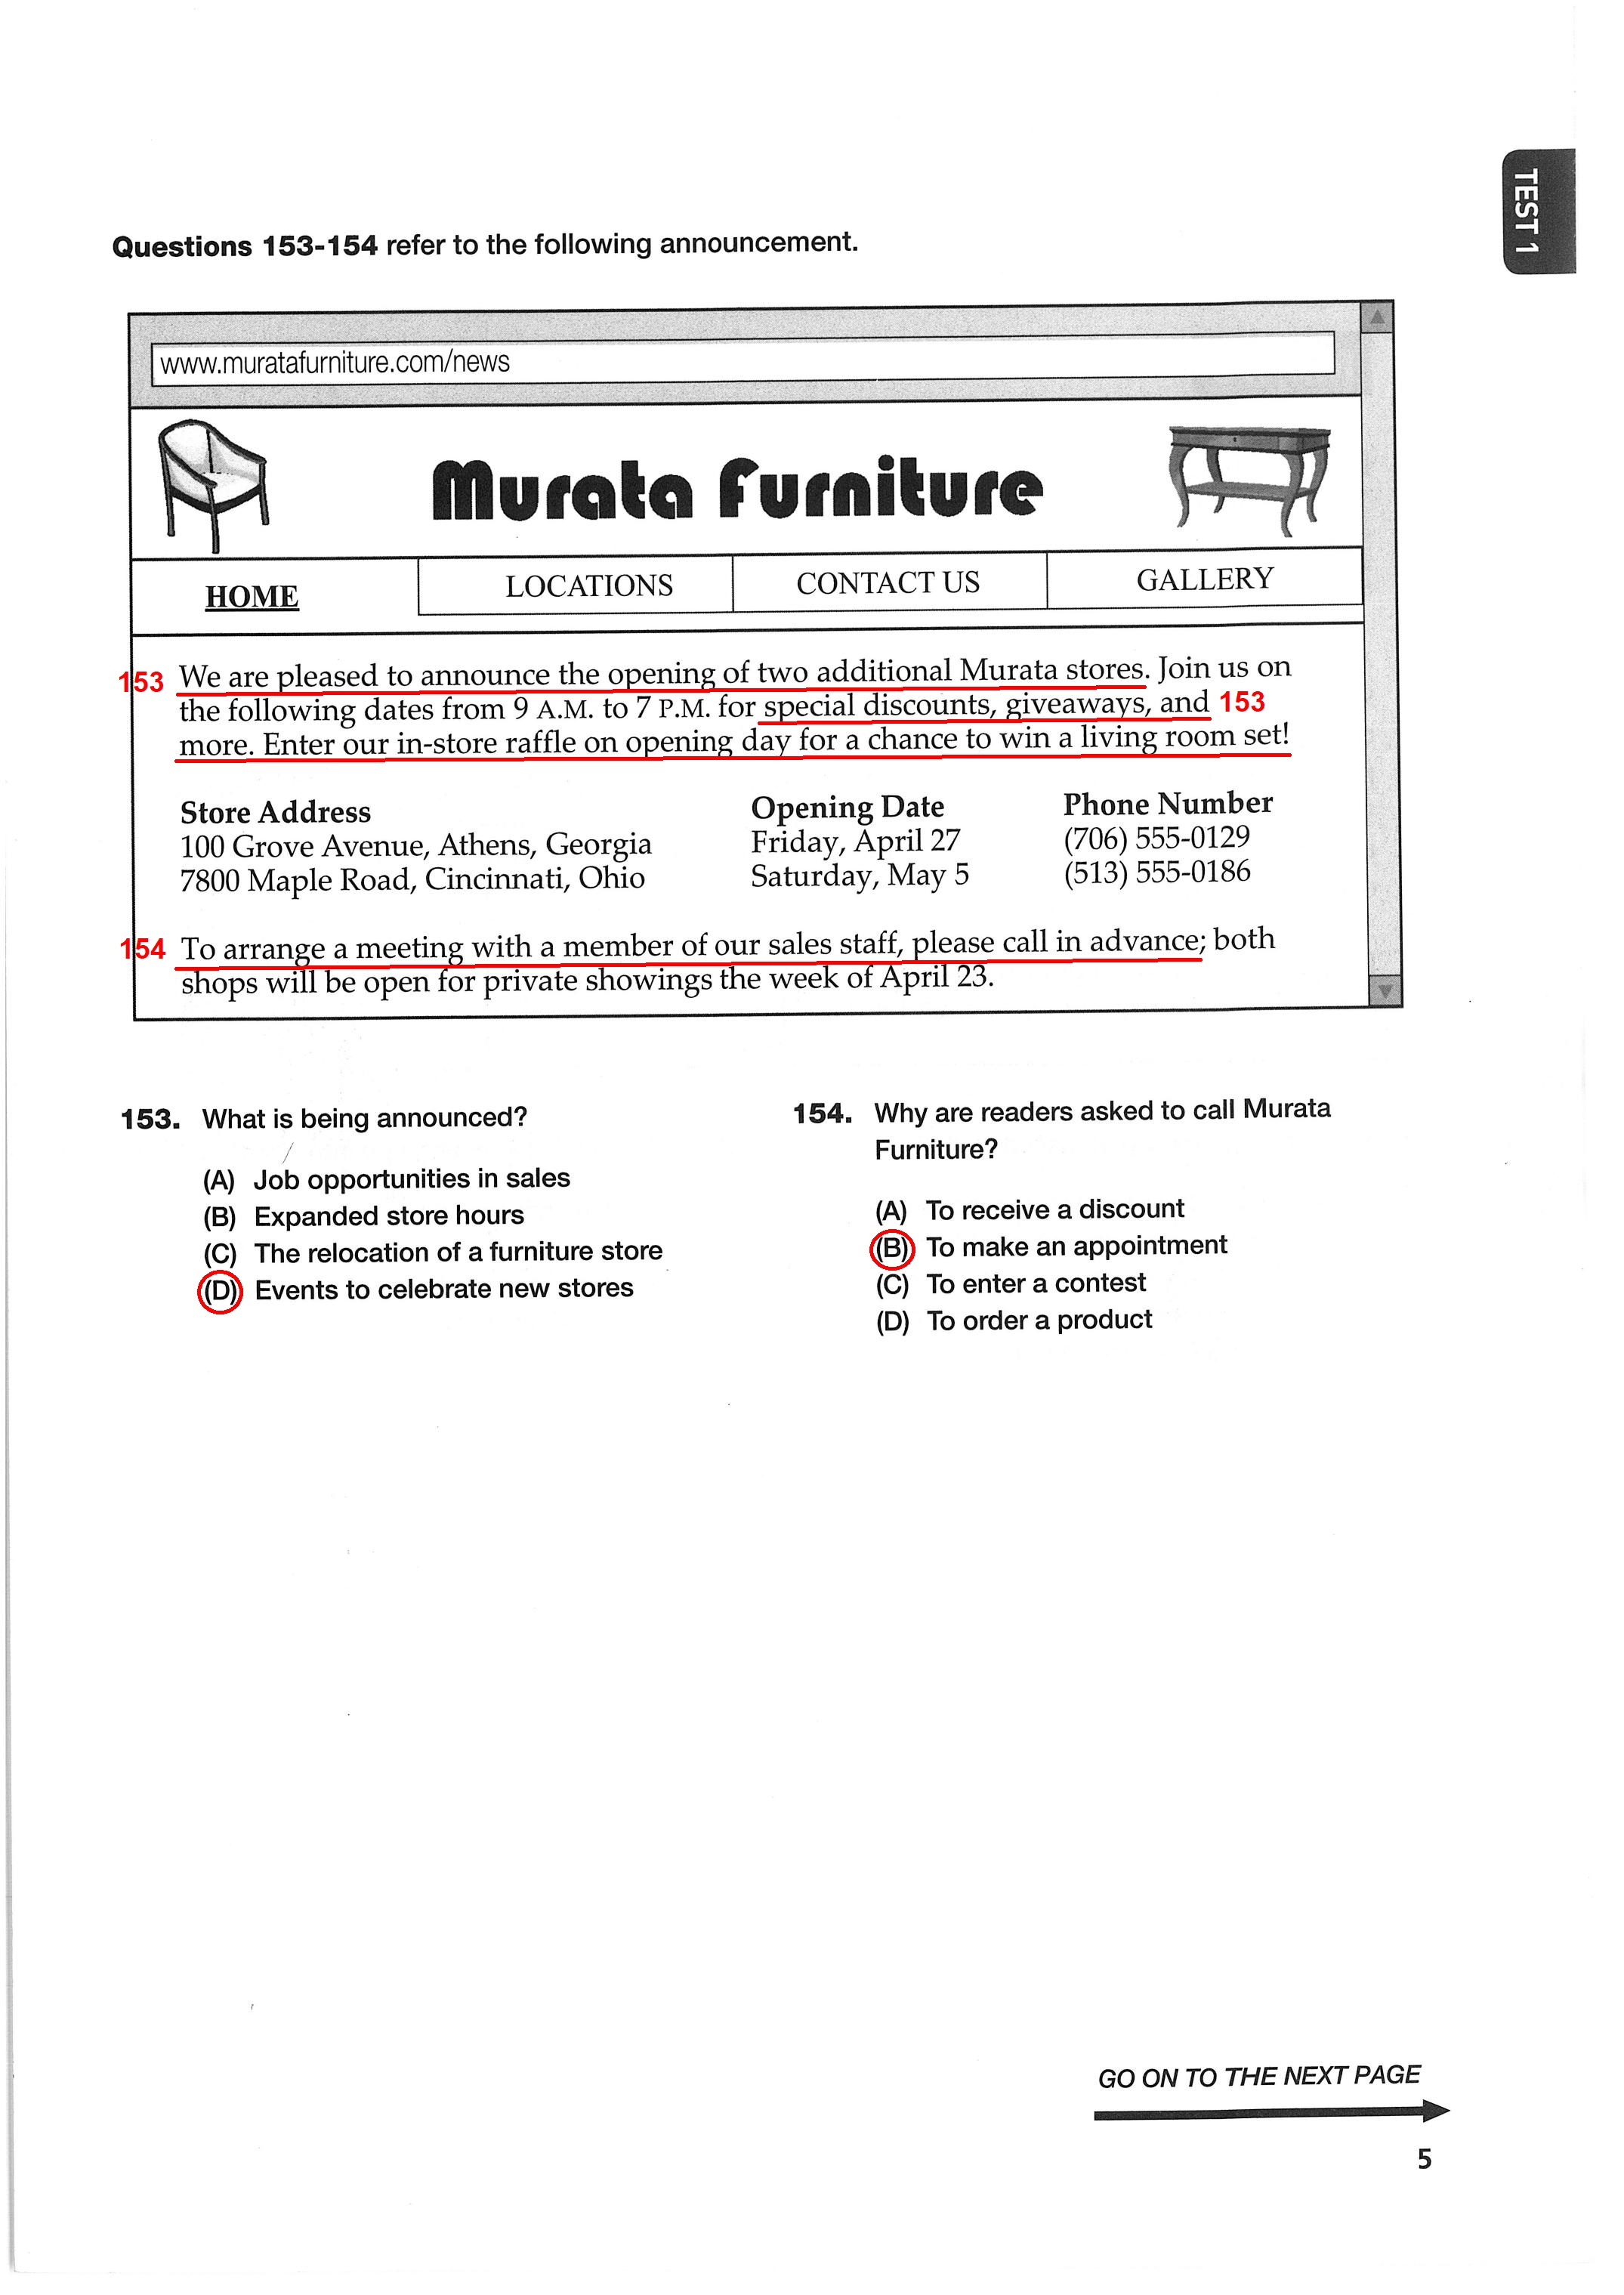 TEST 1
Questions 153-154 refer to the following announcement.
www.muratafurniture.com/news
Murata Furniture
HOME LOCATIONS CONTACT US GALLERY
153 We are pleased to announce the opening of two additional Murata stores. Join us on
the following dates from 9 A.M. to 7 P.M. for special discounts, giveaways, and 153
more. Enter our in-store raffle on opening day for a chance to win a living room set!
Store Address Opening Date Phone Number
100 Grove Avenue, Athens, Georgia Friday, April 27 (706) 555-0129
7800 Maple Road, Cincinnati, Ohio Saturday, May 5 (513) 555-0186
154 To arrange a meeting with a member of our sales staff, please call in advance; both
shops will be open for private showings the week of April 23.
153. What is being announced?
(A) Job opportunities in sales
(B) Expanded store hours
(C) The relocation of a furniture store
(D) Events to celebrate new stores
154. Why are readers asked to call Murata
Furniture?
(A) To receive a discount
(B) To make an appointment
(C) To enter a contest
(D) To order a product
GO ON TO THE NEXT PAGE
5